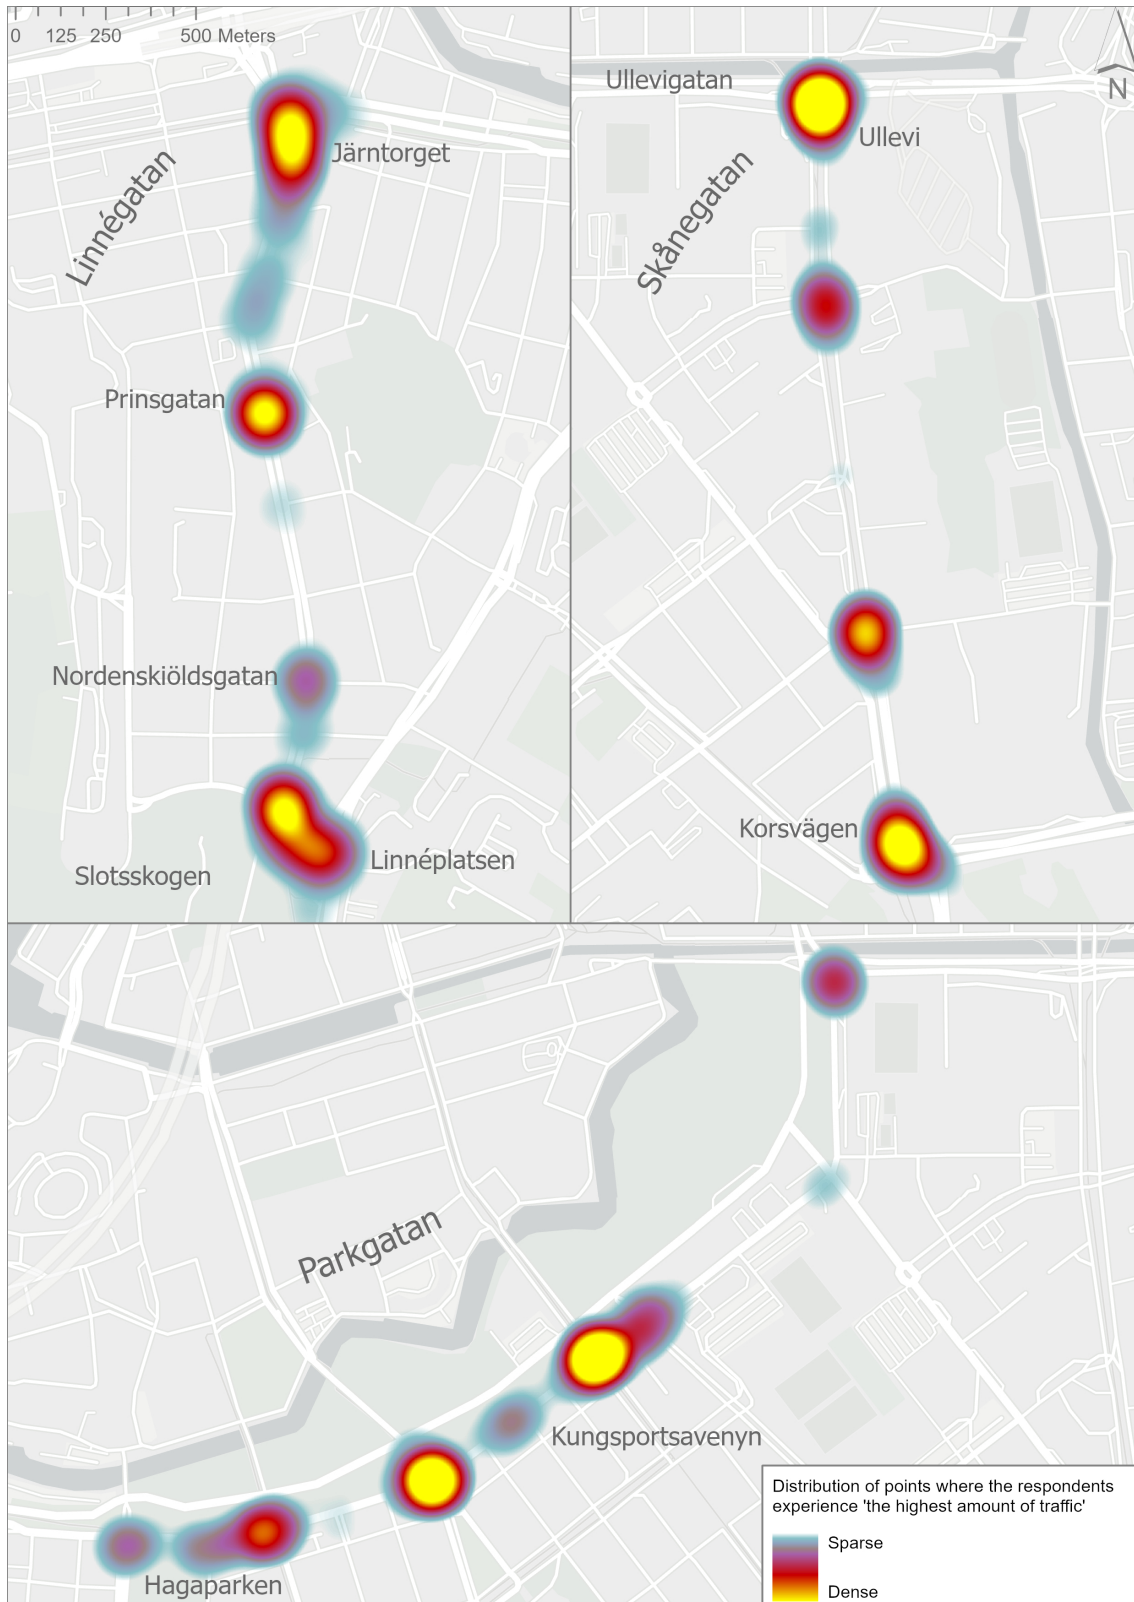 0 125 250 500 Meters
N
Ullevigatan
Ullevi
Järntorget
Linnégatan
Skånegatan
Prinsgatan
Nordenskiöldsgatan
Korsvägen
Linnéplatsen
Slotsskogen
Parkgatan
Kungsportsavenyn
Hagaparken
Distribution of points where the respondents
experience 'the highest amount of traffic'
Sparse
Dense